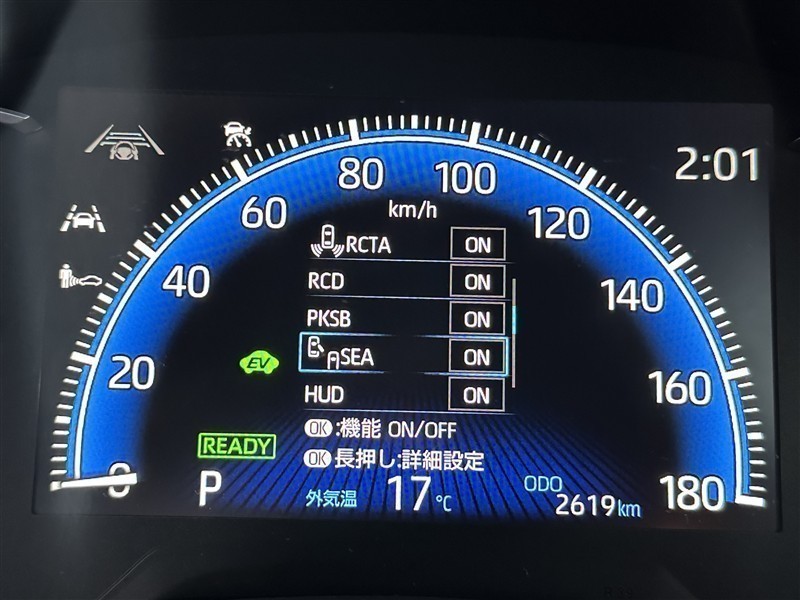 2:01
80
100
km/h
60
120
RCTA ON
40
RCD ON
140
PKSB ON
EV
SEA ON
20
160
HUD ON
OK:機能 ON/OFF
READY
OK長押し:詳細設定
0
P
外気温 17℃
ODO
2619km
180